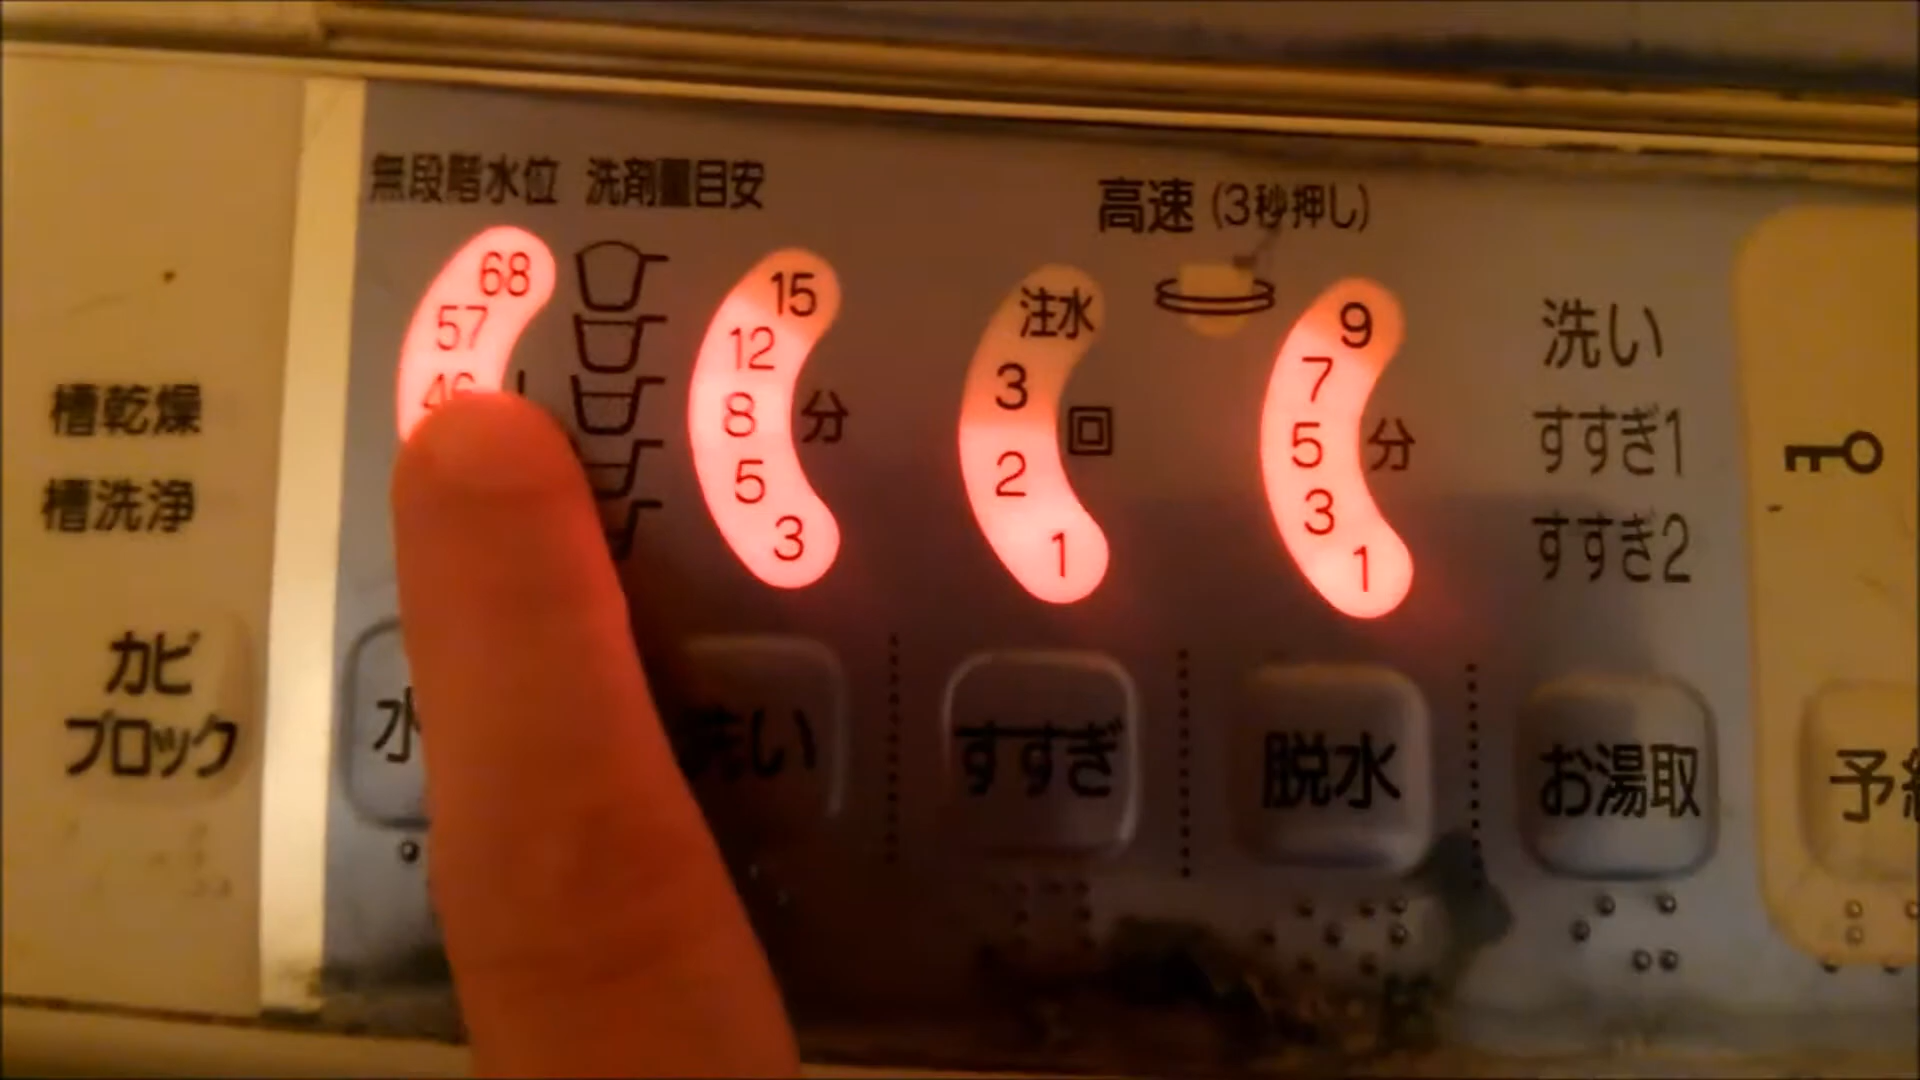 無段階水位 洗剤量目安
高速 (3秒押し)
68
57
46
15
12
8
5
3
分
注水
3
2
1
回
9
7
5
3
1
分
洗い
すすぎ1
すすぎ2
槽乾燥
槽洗浄
カビ
ブロック
水
洗い
すすぎ
脱水
お湯取
予約